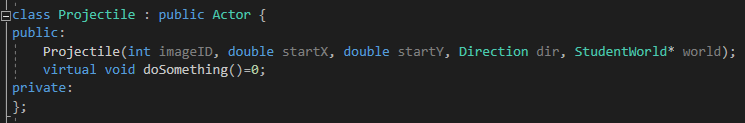 class Projectile : public Actor {
public:
    Projectile(int imageID, double startX, double startY, Direction dir, StudentWorld* world);
    virtual void doSomething()=0;
private:
};